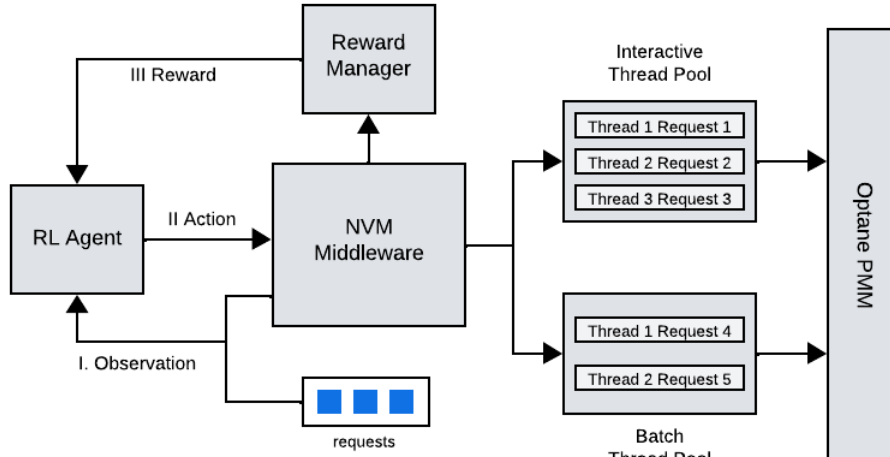 Reward
Manager
III Reward
Interactive
Thread Pool
Thread 1 Request 1
Thread 2 Request 2
Thread 3 Request 3
RL Agent
II Action
NVM
Middleware
Optane PMM
I. Observation
Thread 1 Request 4
Thread 2 Request 5
requests
Batch
Thread Pool